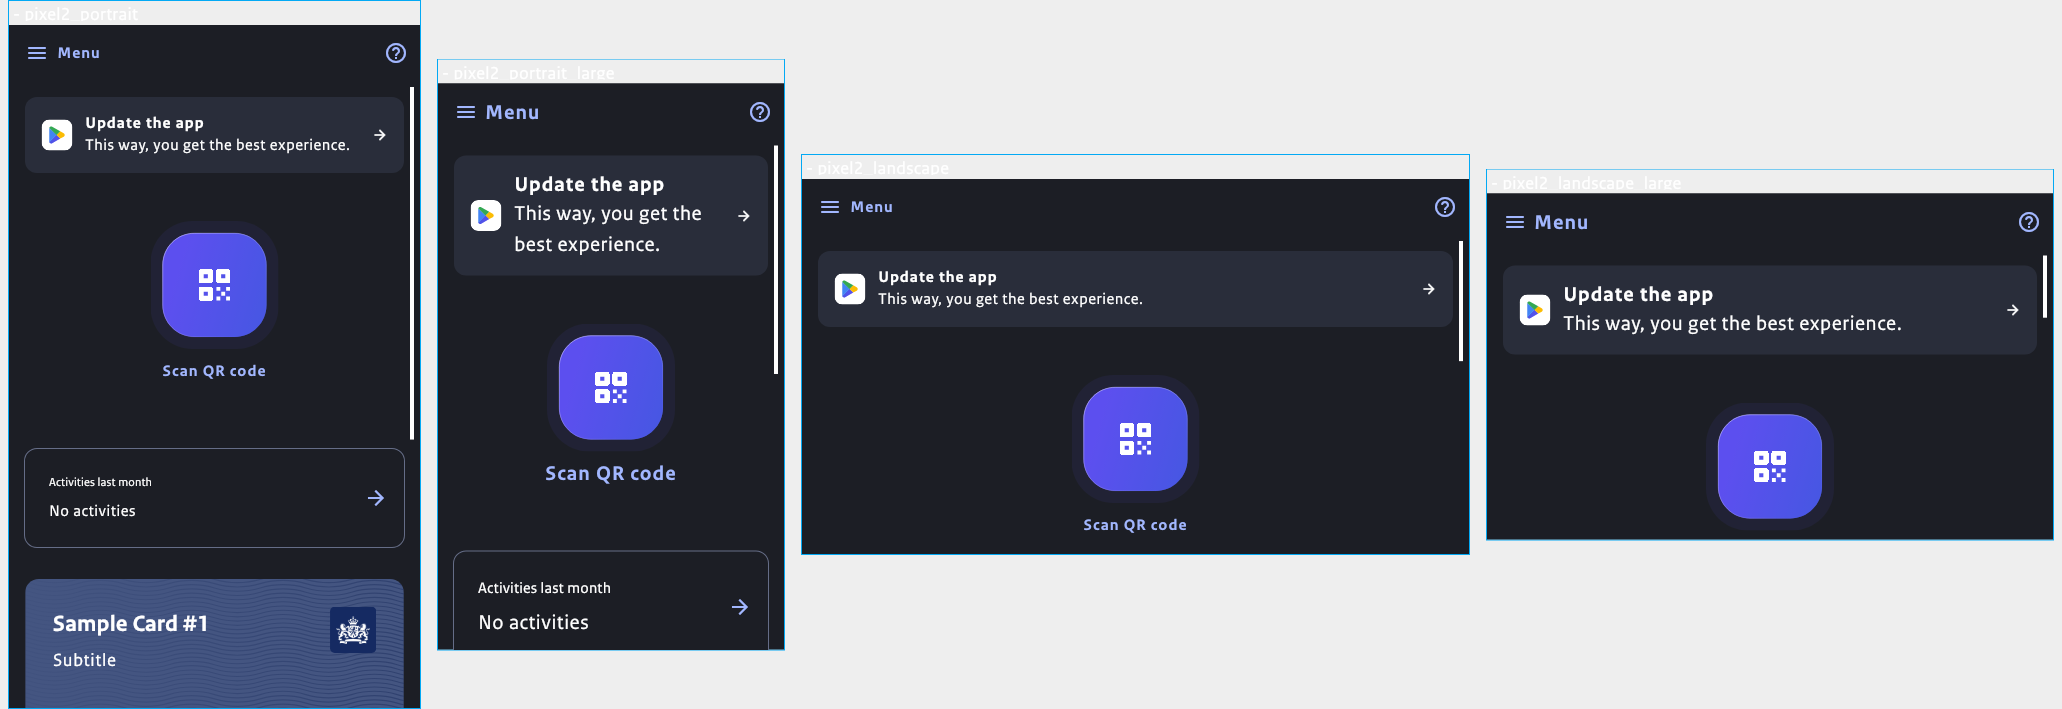 - pixel2_portrait
Menu
Update the app
This way, you get the best experience.
Scan QR code
Activities last month
No activities
Sample Card #1
Subtitle
- pixel2_portrait_large
Menu
Update the app
This way, you get the
best experience.
Scan QR code
Activities last month
No activities
- pixel2_landscape
Menu
Update the app
This way, you get the best experience.
Scan QR code
- pixel2_landscape_large
Menu
Update the app
This way, you get the best experience.